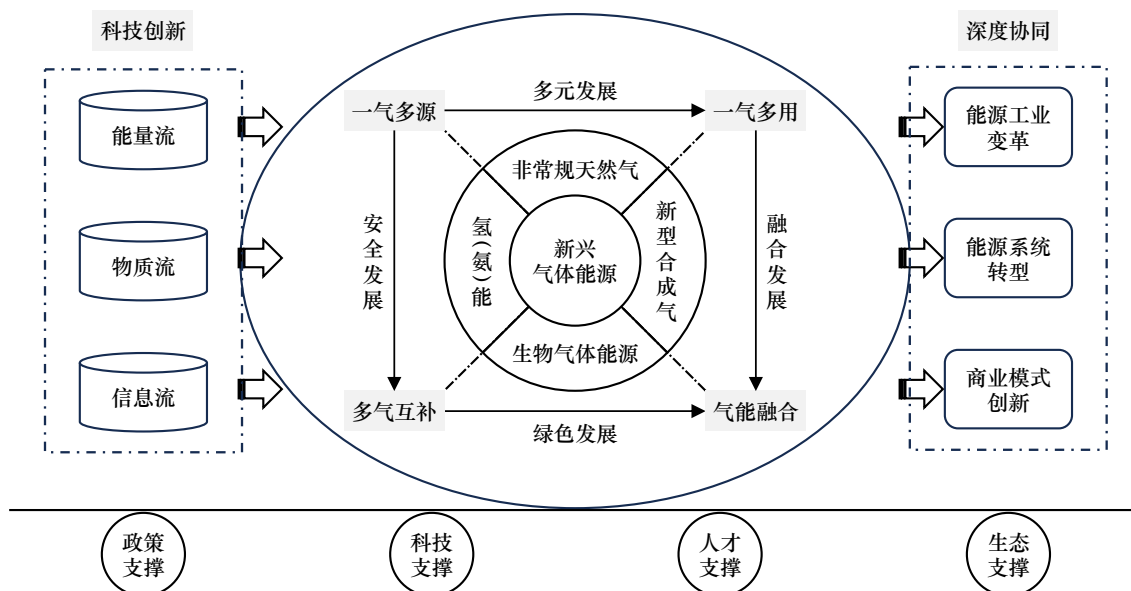 科技创新
深度协同
能量流
物质流
信息流
一气多源
多元发展
一气多用
安全发展
融合发展
非常规天然气
氢(氨)能
新兴
气体能源
新型合成气
生物气体能源
多气互补
绿色发展
气能融合
能源工业
变革
能源系统
转型
商业模式
创新
政策
支撑
科技
支撑
人才
支撑
生态
支撑